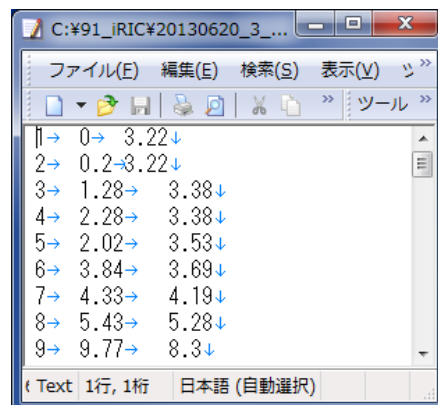 C:¥91_iRIC¥20130620_3_...
ファイル(F) 編集(E) 検索(S) 表示(V) ツ »
» ツール »
1→ 0→ 3.22↓
2→ 0.2→3.22↓
3→ 1.28→ 3.38↓
4→ 2.28→ 3.38↓
5→ 2.02→ 3.53↓
6→ 3.84→ 3.69↓
7→ 4.33→ 4.19↓
8→ 5.43→ 5.28↓
9→ 9.77→ 8.3↓
Text 1行, 1桁 日本語 (自動選択)